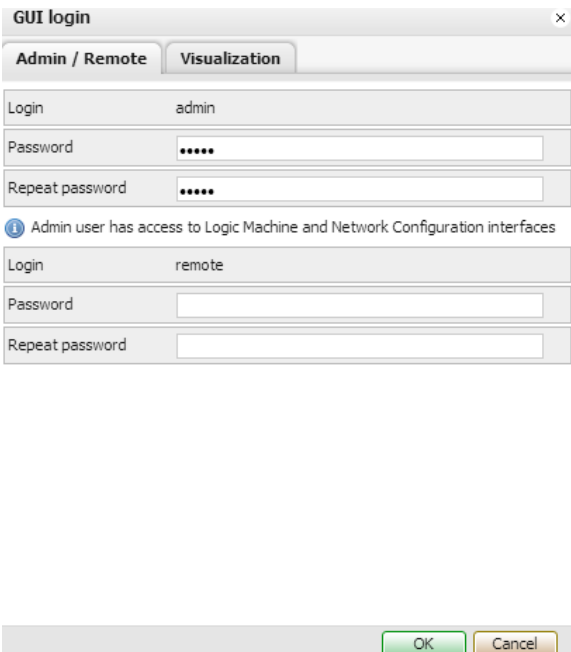 GUI login
Admin / Remote Visualization
Login admin
Password •••••
Repeat password •••••
Admin user has access to Logic Machine and Network Configuration interfaces
Login remote
Password
Repeat password
OK Cancel